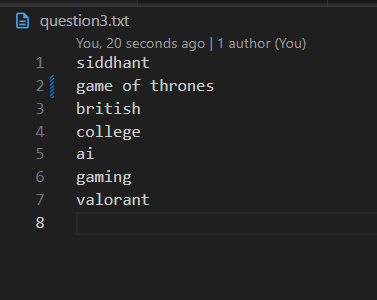 question3.txt
You, 20 seconds ago | 1 author (You)
1 siddhant
2 game of thrones
3 british
4 college
5 ai
6 gaming
7 valorant
8